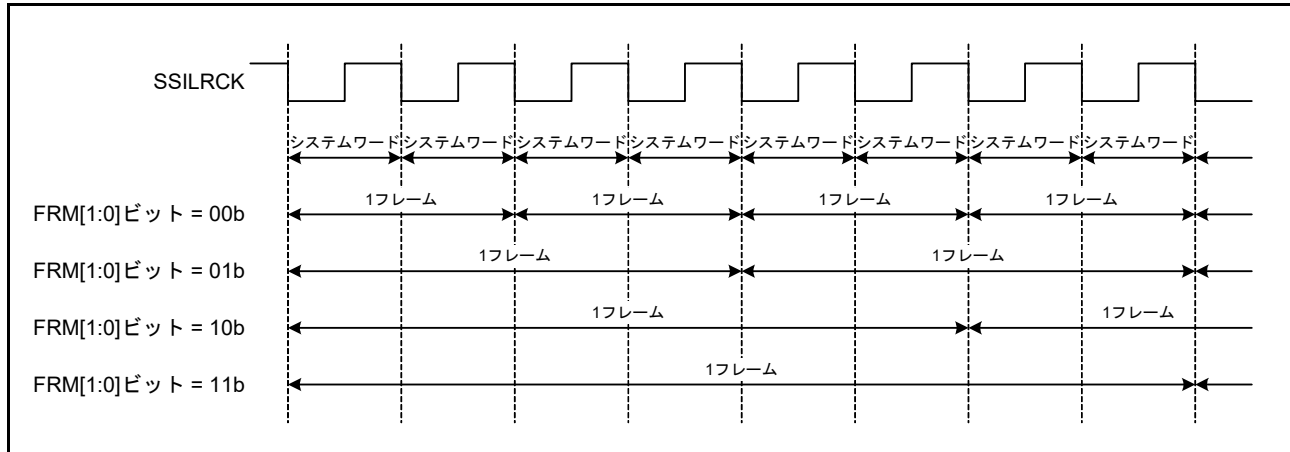 SSILRCK
システムワード システムワード システムワード システムワード システムワード システムワード システムワード システムワード
FRM[1:0]ビット = 00b 1フレーム 1フレーム 1フレーム 1フレーム
FRM[1:0]ビット = 01b 1フレーム 1フレーム
FRM[1:0]ビット = 10b 1フレーム 1フレーム
FRM[1:0]ビット = 11b 1フレーム